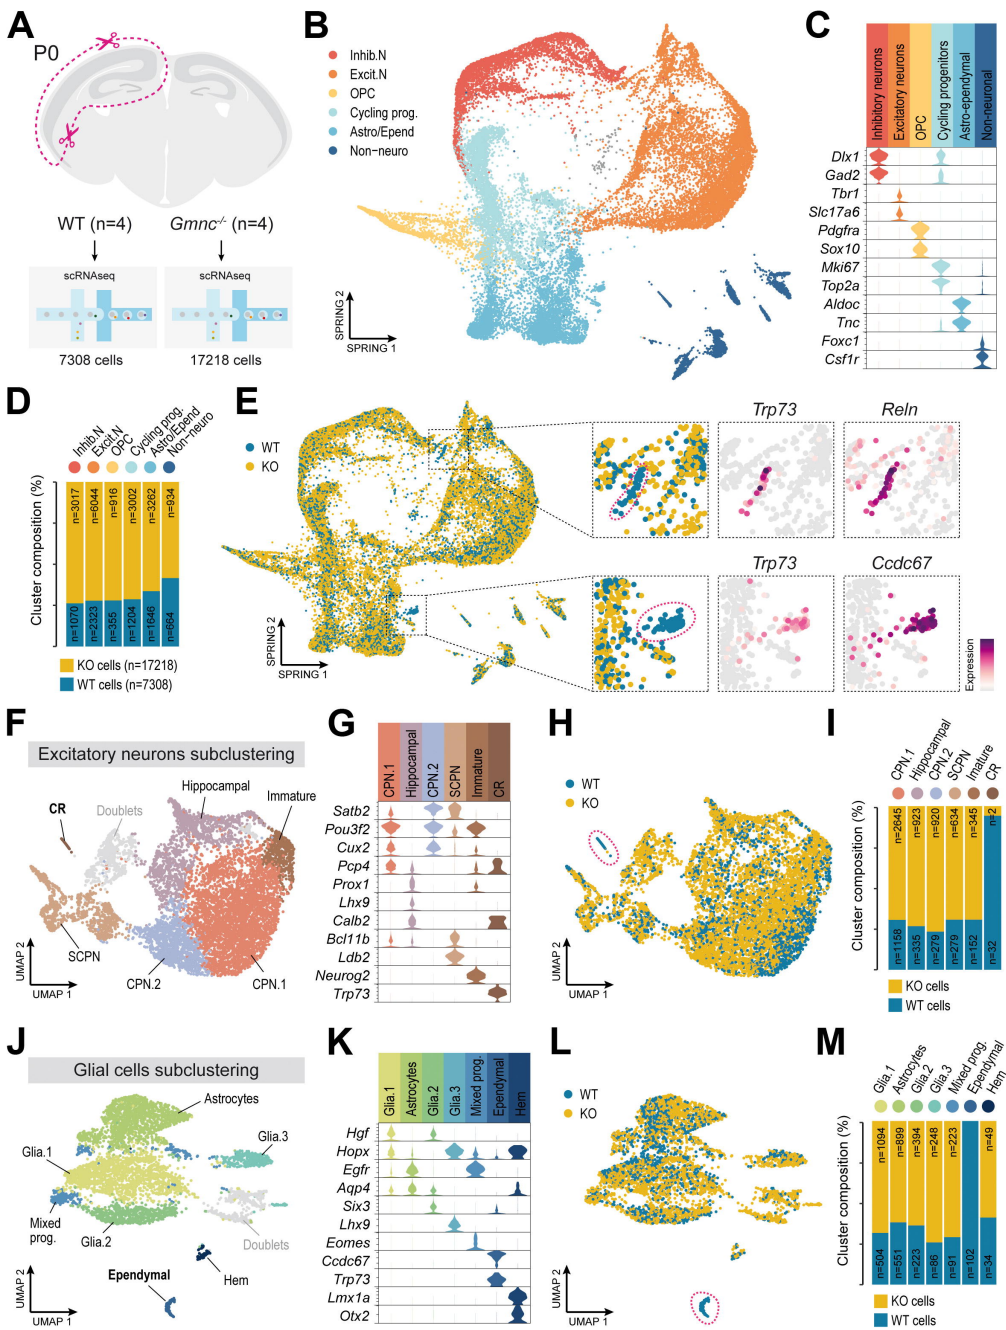 A
P0
WT (n=4)
Gmnc-/- (n=4)
scRNAseq
scRNAseq
7308 cells
17218 cells
B
Inhib.N
Excit.N
OPC
Cycling prog.
Astro/Epend
Non-neuro
SPRING 2
SPRING 1
C
Inhibitory neurons
Excitatory neurons
OPC
Cycling progenitors
Astro-ependymal
Non-neuronal
Dlx1
Gad2
Tbr1
Slc17a6
Pdgfra
Sox10
Mki67
Top2a
Aldoc
Tnc
Foxc1
Csf1r
D
Inhib.N
Excit.N
OPC
Cycling prog.
Astro/Epend
Non-neuro
Cluster composition (%)
n=3017
n=6044
n=916
n=3002
n=3262
n=934
n=1070
n=2323
n=355
n=1204
n=1646
n=664
KO cells (n=17218)
WT cells (n=7308)
E
WT
KO
SPRING 2
SPRING 1
Trp73
Reln
Trp73
Ccdc67
Expression
F
Excitatory neurons subclustering
CR
Doublets
Hippocampal
Immature
SCPN
CPN.2
CPN.1
UMAP 2
UMAP 1
G
CPN.1
Hippocampal
CPN.2
SCPN
Immature
CR
Satb2
Pou3f2
Cux2
Pcp4
Prox1
Lhx9
Calb2
Bcl11b
Ldb2
Neurog2
Trp73
H
WT
KO
UMAP 2
UMAP 1
I
CPN.1
Hippocampal
CPN.2
SCPN
Imature
CR
Cluster composition (%)
n=2645
n=923
n=920
n=634
n=345
n=2
n=1158
n=335
n=279
n=279
n=152
n=32
KO cells
WT cells
J
Glial cells subclustering
Astrocytes
Glia.3
Glia.1
Mixed
prog.
Glia.2
Doublets
Hem
Ependymal
UMAP 2
UMAP 1
K
Glia.1
Astrocytes
Glia.2
Glia.3
Mixed prog.
Ependymal
Hem
Hgf
Hopx
Egfr
Aqp4
Six3
Lhx9
Eomes
Ccdc67
Trp73
Lmx1a
Otx2
L
WT
KO
UMAP 2
UMAP 1
M
Glia.1
Astrocytes
Glia.2
Glia.3
Mixed prog.
Ependymal
Hem
Cluster composition (%)
n=1094
n=899
n=394
n=248
n=223
n=49
n=504
n=551
n=223
n=86
n=91
n=102
n=34
KO cells
WT cells